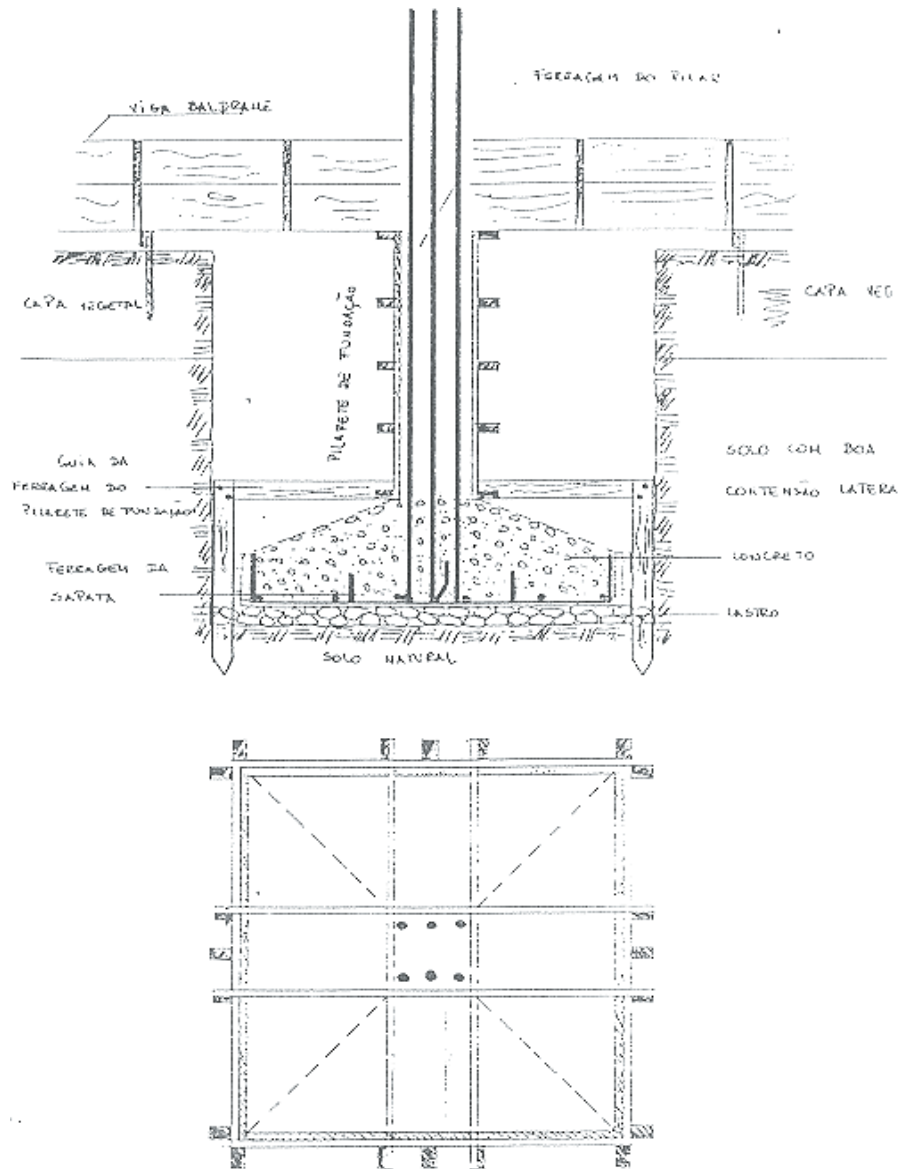 FERRAGEM DO PILAR
VIGA BALDRAME
CAPA VEGETAL
CAPA VEG
PILARETE DE FUNDAÇÃO
GUIA DA
FERRAGEM DO
PILARETE DE FUNDAÇÃO
SOLO COM BOA
CONTENSÃO LATERA
FERRAGEM DA
SAPATA
CONCRETO
LASTRO
SOLO NATURAL